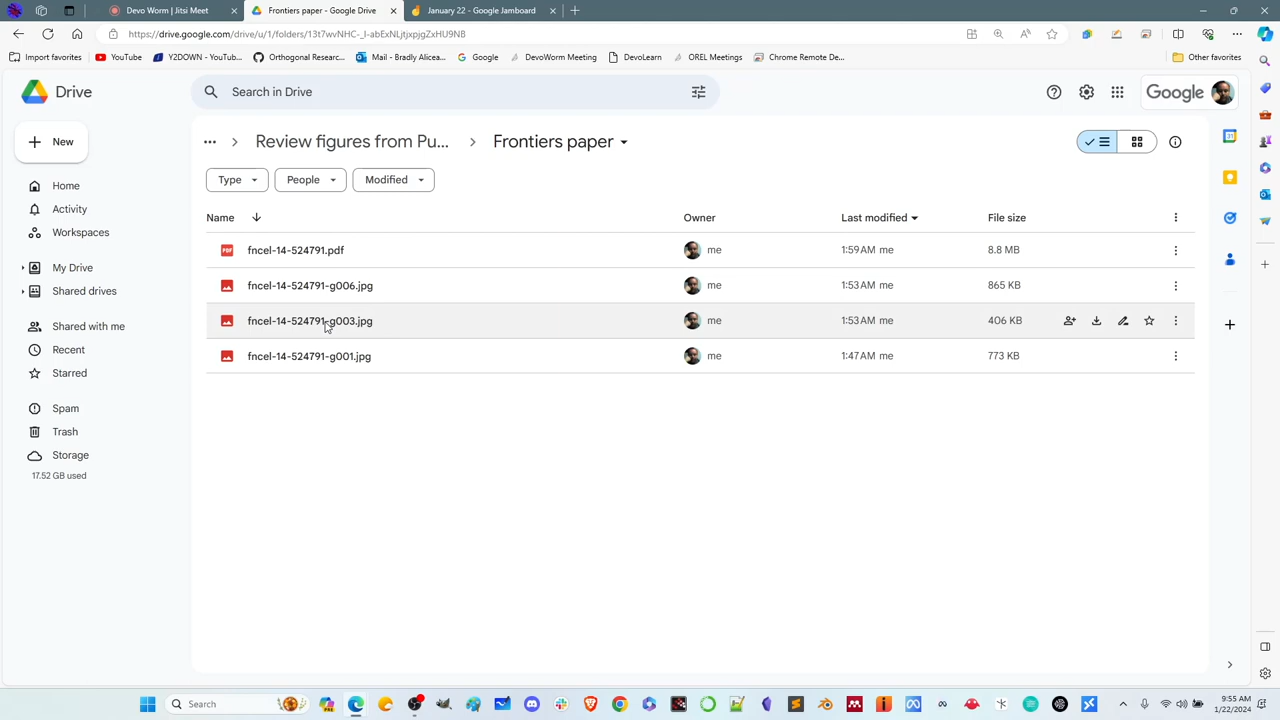 Devo Worm | Jitsi Meet
Frontiers paper - Google Drive
January 22 - Google Jamboard
https://drive.google.com/drive/u/1/folders/13t7wvNHC-_I-abExNLjtjxpjgZxHU9NB
Import favorites
YouTube
Y2DOWN - YouTub...
Orthogonal Researc...
Mail - Bradly Alicea...
Google
DevoWorm Meeting
DevoLearn
OREL Meetings
Chrome Remote De...
Other favorites
Drive
Search in Drive
Google
New
Review figures from Pu...
Frontiers paper
Type
People
Modified
Home
Activity
Workspaces
My Drive
Shared drives
Shared with me
Recent
Starred
Spam
Trash
Storage
17.52 GB used
Name Owner Last modified File size
fncel-14-524791.pdf me 1:59 AM me 8.8 MB
fncel-14-524791-g006.jpg me 1:53 AM me 865 KB
fncel-14-524791-g003.jpg me 1:53 AM me 406 KB
fncel-14-524791-g001.jpg me 1:47 AM me 773 KB
PDF
31
Search
9:55 AM
1/22/2024